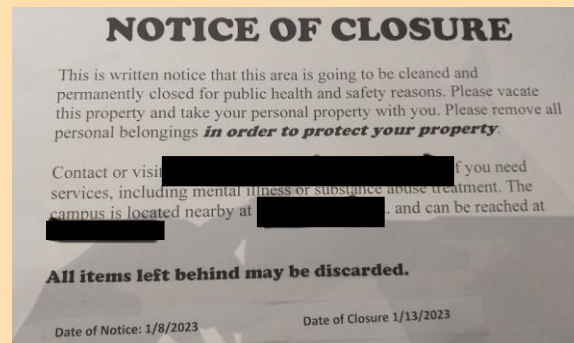 NOTICE OF CLOSURE
This is written notice that this area is going to be cleaned and
permanently closed for public health and safety reasons. Please vacate
this property and take your personal property with you. Please remove all
personal belongings in order to protect your property.
Contact or visit f you need
services, including mental illness or substance abuse treatment. The
campus is located nearby at . and can be reached at
All items left behind may be discarded.
Date of Notice: 1/8/2023 Date of Closure 1/13/2023